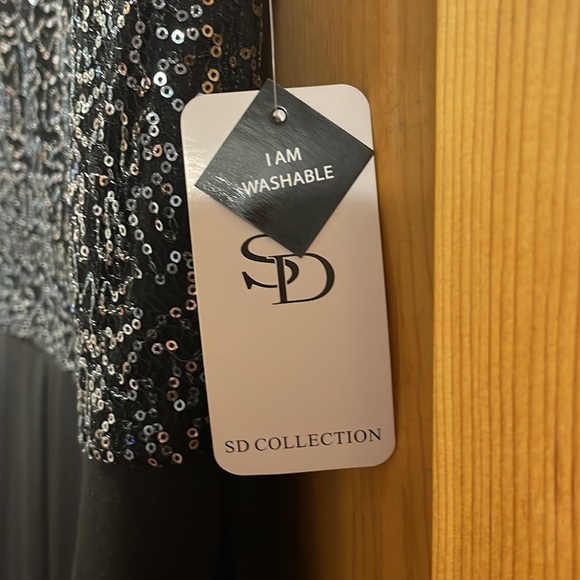 I AM
WASHABLE
SD
SD COLLECTION